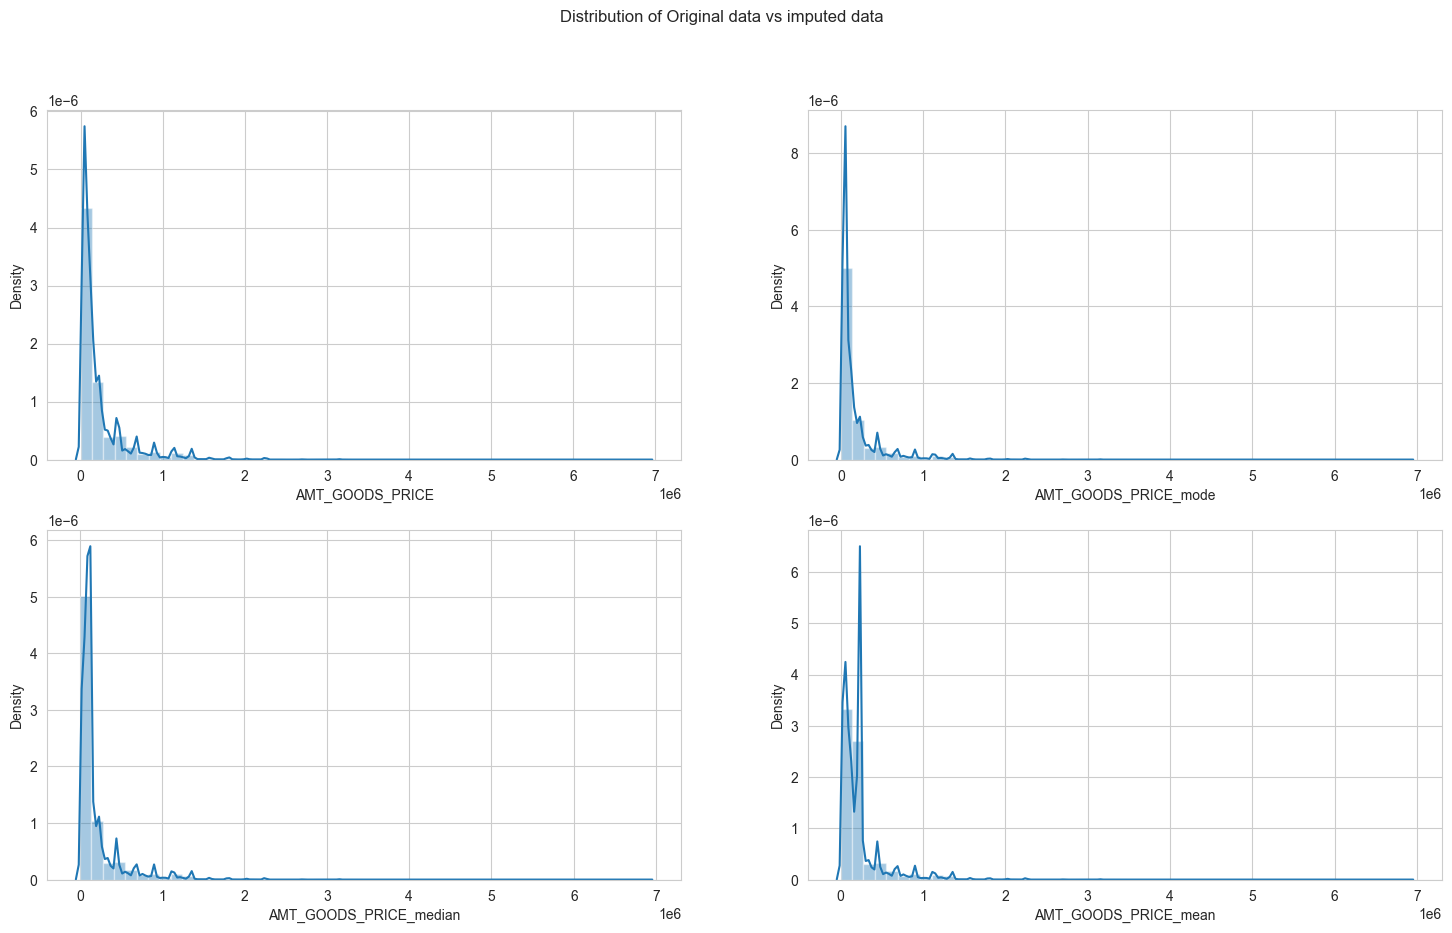 Distribution of Original data vs imputed data
1e−6
6
5
4
3
2
1
0
Density
0 1 2 3 4 5 6 7
1e6
AMT_GOODS_PRICE
1e−6
8
6
4
2
0
Density
0 1 2 3 4 5 6 7
1e6
AMT_GOODS_PRICE_mode
1e−6
6
5
4
3
2
1
0
Density
0 1 2 3 4 5 6 7
1e6
AMT_GOODS_PRICE_median
1e−6
6
5
4
3
2
1
0
Density
0 1 2 3 4 5 6 7
1e6
AMT_GOODS_PRICE_mean